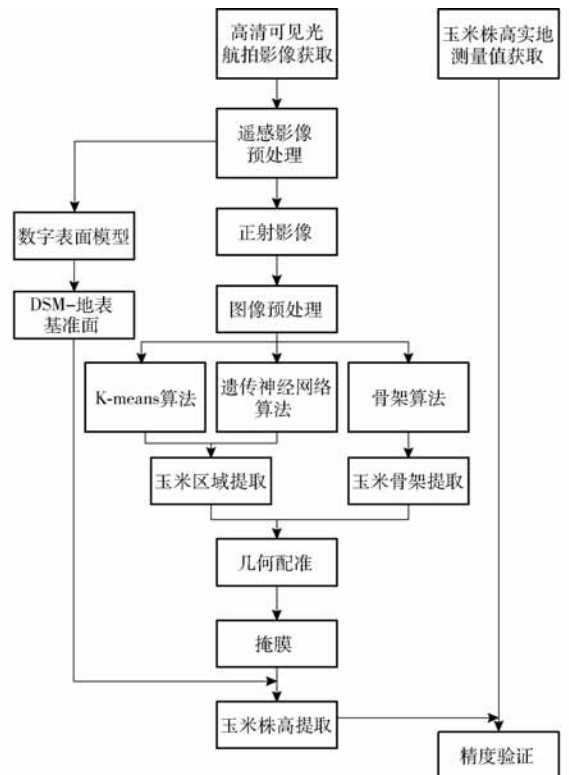 高清可见光
航拍影像获取
玉米株高实地
测量值获取
遥感影像
预处理
数字表面模型
正射影像
DSM-地表
基准面
图像预处理
K-means算法
遗传神经网络
算法
骨架算法
玉米区域提取
玉米骨架提取
几何配准
掩膜
玉米株高提取
精度验证